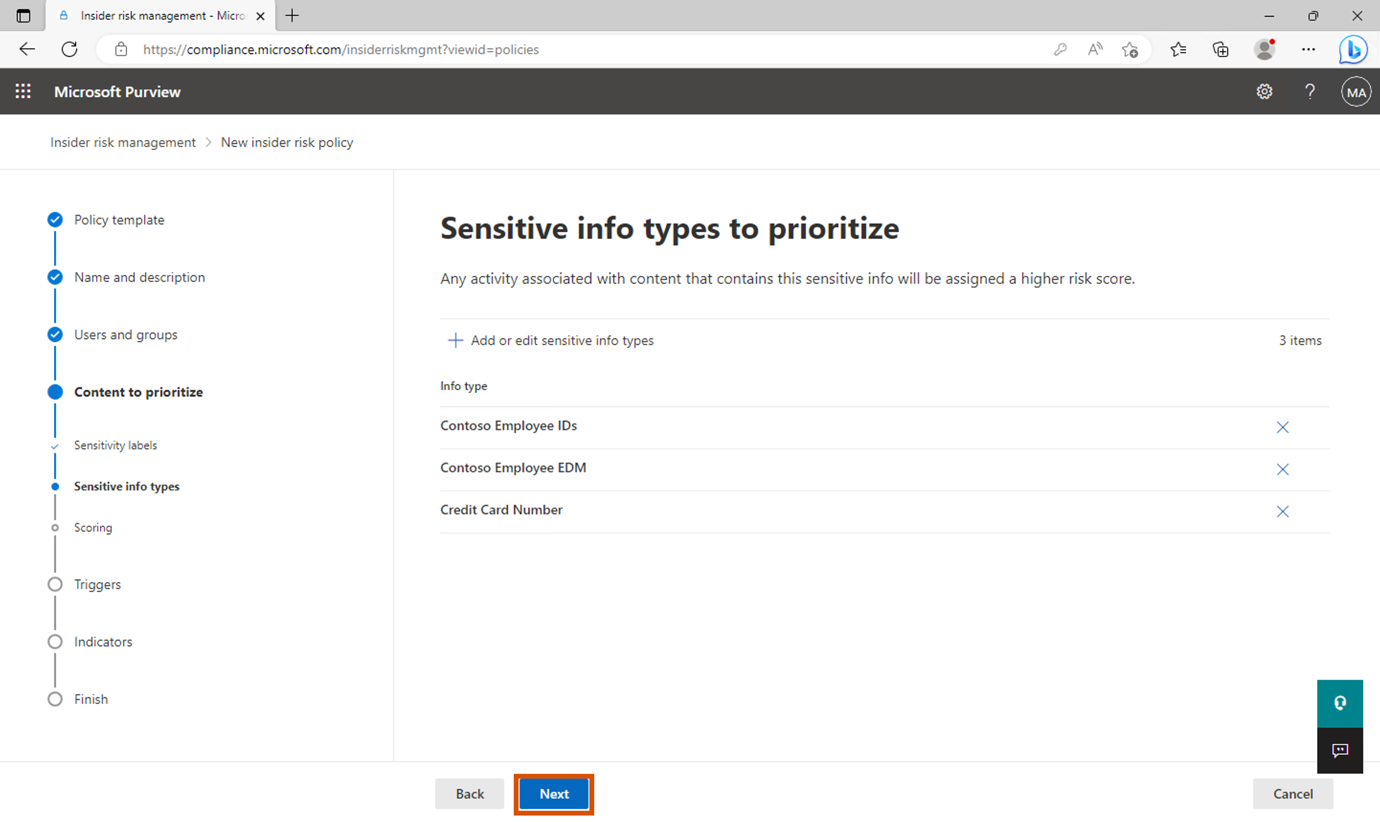 Insider risk management - Micro
https://compliance.microsoft.com/insiderriskmgmt?viewid=policies
Microsoft Purview
MA
Insider risk management > New insider risk policy
Policy template
Name and description
Users and groups
Content to prioritize
Sensitivity labels
Sensitive info types
Scoring
Triggers
Indicators
Finish
Sensitive info types to prioritize
Any activity associated with content that contains this sensitive info will be assigned a higher risk score.
+ Add or edit sensitive info types
3 items
Info type
Contoso Employee IDs
Contoso Employee EDM
Credit Card Number
Back
Next
Cancel